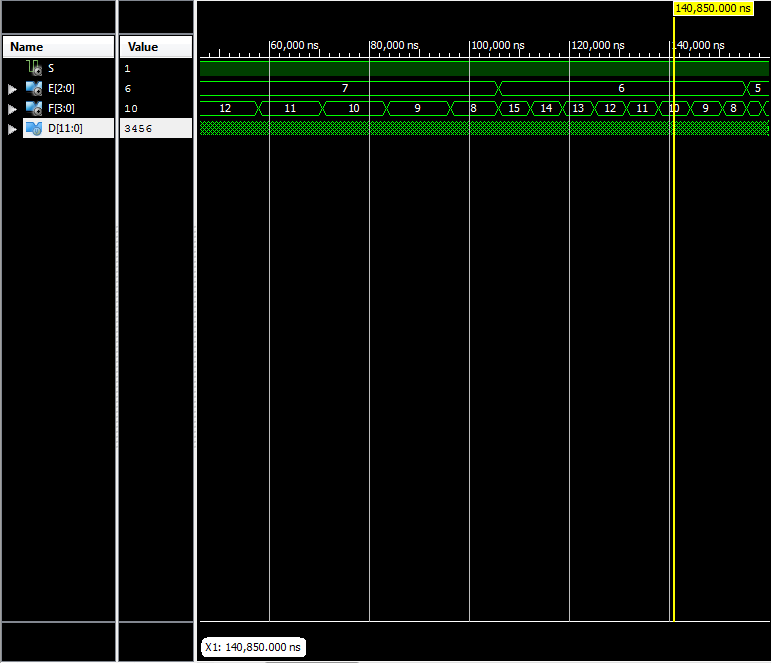 140,850.000 ns
Name Value 60,000 ns 80,000 ns 100,000 ns 120,000 ns 140,000 ns
S 1
E[2:0] 6 7 6 5
F[3:0] 10 12 11 10 9 8 15 14 13 12 11 10 9 8
D[11:0] 3456
X1: 140,850.000 ns